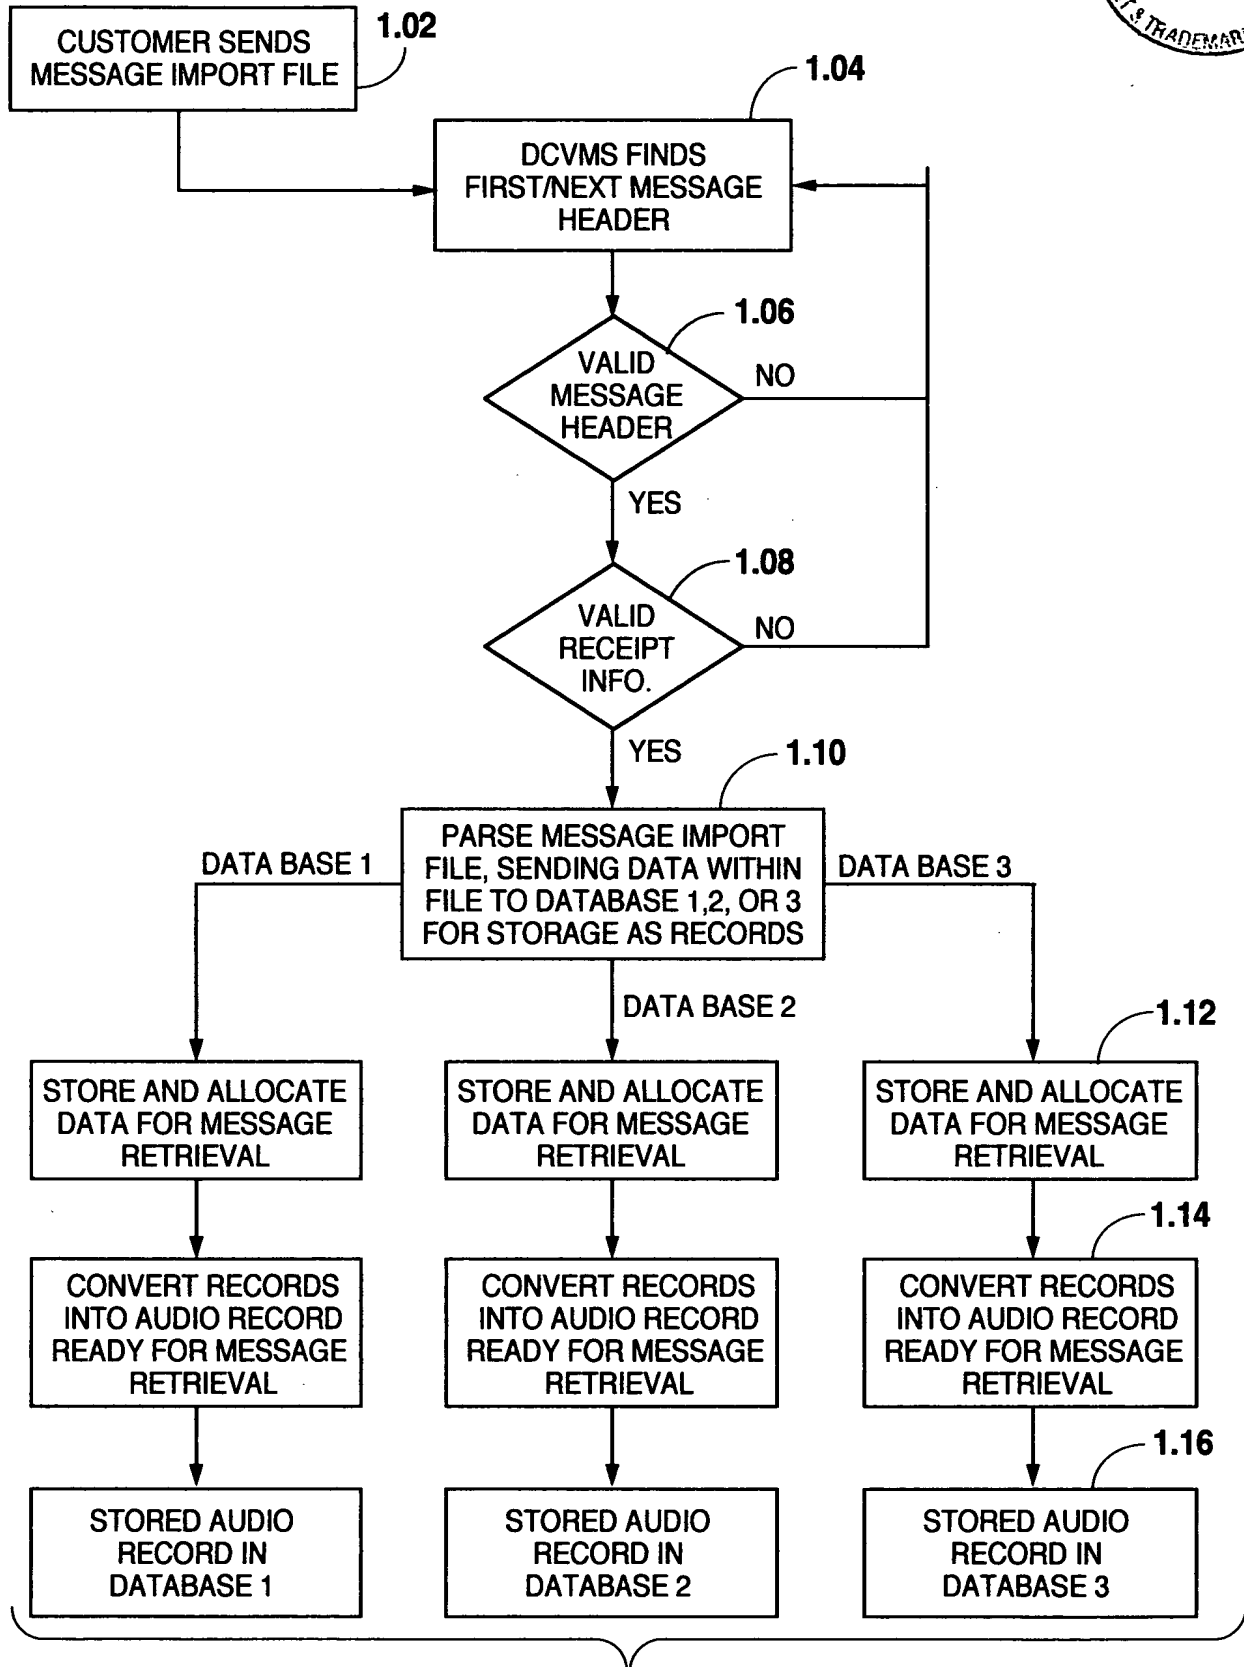 CUSTOMER SENDS
MESSAGE IMPORT FILE
1.02
& TRADEMAR
1.04
DCVMS FINDS
FIRST/NEXT MESSAGE
HEADER
1.06
VALID
MESSAGE
HEADER
NO
YES
1.08
VALID
RECEIPT
INFO.
NO
YES
1.10
PARSE MESSAGE IMPORT
FILE, SENDING DATA WITHIN
FILE TO DATABASE 1,2, OR 3
FOR STORAGE AS RECORDS
DATA BASE 1
DATA BASE 3
DATA BASE 2
1.12
STORE AND ALLOCATE
DATA FOR MESSAGE
RETRIEVAL
STORE AND ALLOCATE
DATA FOR MESSAGE
RETRIEVAL
STORE AND ALLOCATE
DATA FOR MESSAGE
RETRIEVAL
1.14
CONVERT RECORDS
INTO AUDIO RECORD
READY FOR MESSAGE
RETRIEVAL
CONVERT RECORDS
INTO AUDIO RECORD
READY FOR MESSAGE
RETRIEVAL
CONVERT RECORDS
INTO AUDIO RECORD
READY FOR MESSAGE
RETRIEVAL
1.16
STORED AUDIO
RECORD IN
DATABASE 1
STORED AUDIO
RECORD IN
DATABASE 2
STORED AUDIO
RECORD IN
DATABASE 3